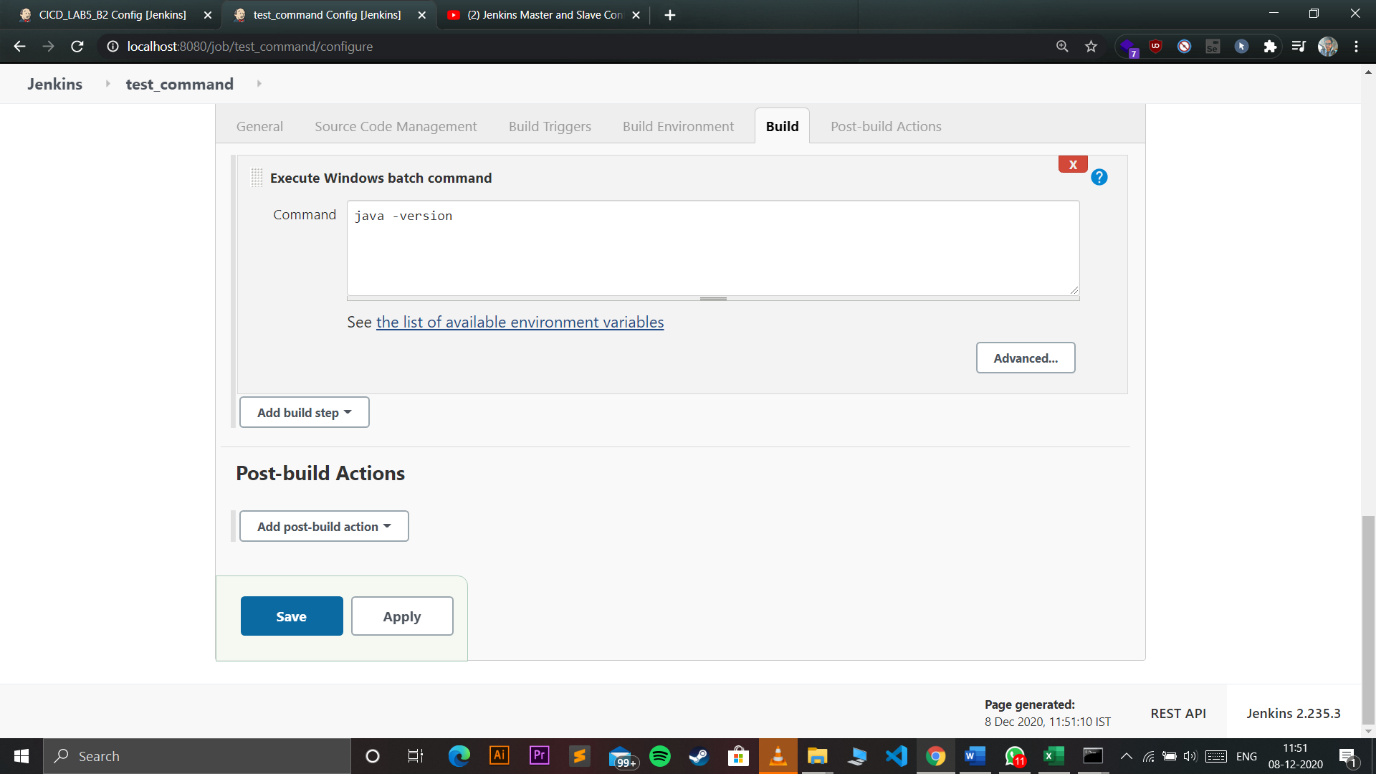 CICD_LAB5_B2 Config [Jenkins]
test_command Config [Jenkins]
(2) Jenkins Master and Slave Con
localhost:8080/job/test_command/configure
7
Jenkins
test_command
General
Source Code Management
Build Triggers
Build Environment
Build
Post-build Actions
X
Execute Windows batch command
?
Command
java -version
See the list of available environment variables
Advanced...
Add build step
Post-build Actions
Add post-build action
Save
Apply
Page generated:
8 Dec 2020, 11:51:10 IST
REST API
Jenkins 2.235.3
Search
Ai
Pr
99+
11
ENG
11:51
08-12-2020
1